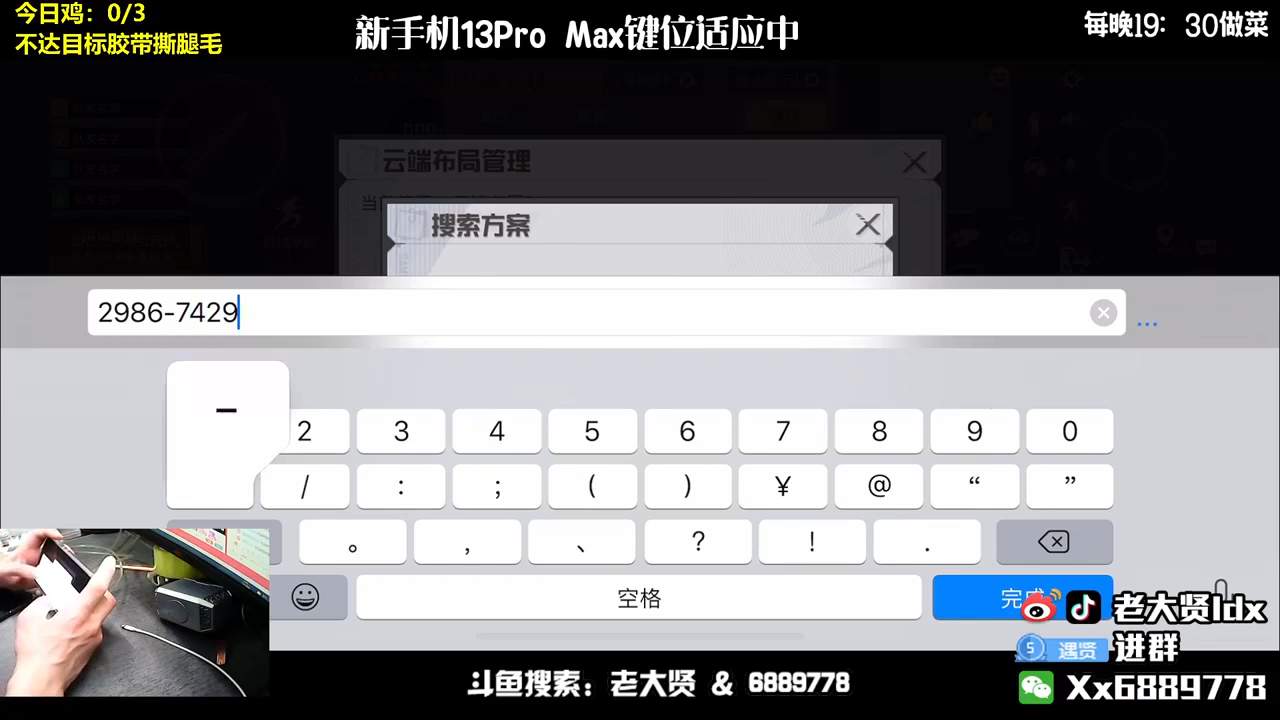 今日鸡：0/3
不达目标胶带撕腿毛
新手机13Pro Max键位适应中
每晚19：30做菜
云端布局管理
搜索方案
2986-7429
...
–
2 3 4 5 6 7 8 9 0
/ : ; ( ) ¥ @ “ ”
。 , 、 ? ! .
空格
完成
老大贤ldx
5 遇贤 进群
Xx6889778
斗鱼搜索：老大贤 & 6889778